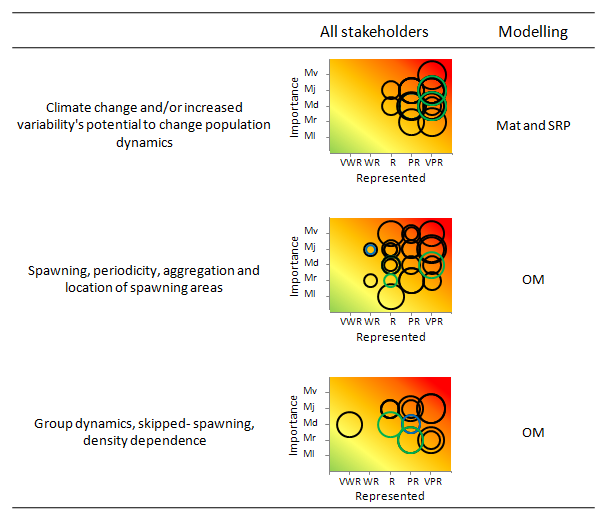 All stakeholders Modelling
Climate change and/or increased
variability's potential to change population
dynamics
Importance
Mv
Mj
Md
Mr
Ml
VWR WR R PR VPR
Represented
Mat and SRP
Spawning, periodicity, aggregation and
location of spawning areas
Importance
Mv
Mj
Md
Mr
Ml
VWR WR R PR VPR
Represented
OM
Group dynamics, skipped- spawning,
density dependence
Importance
Mv
Mj
Md
Mr
Ml
VWR WR R PR VPR
Represented
OM